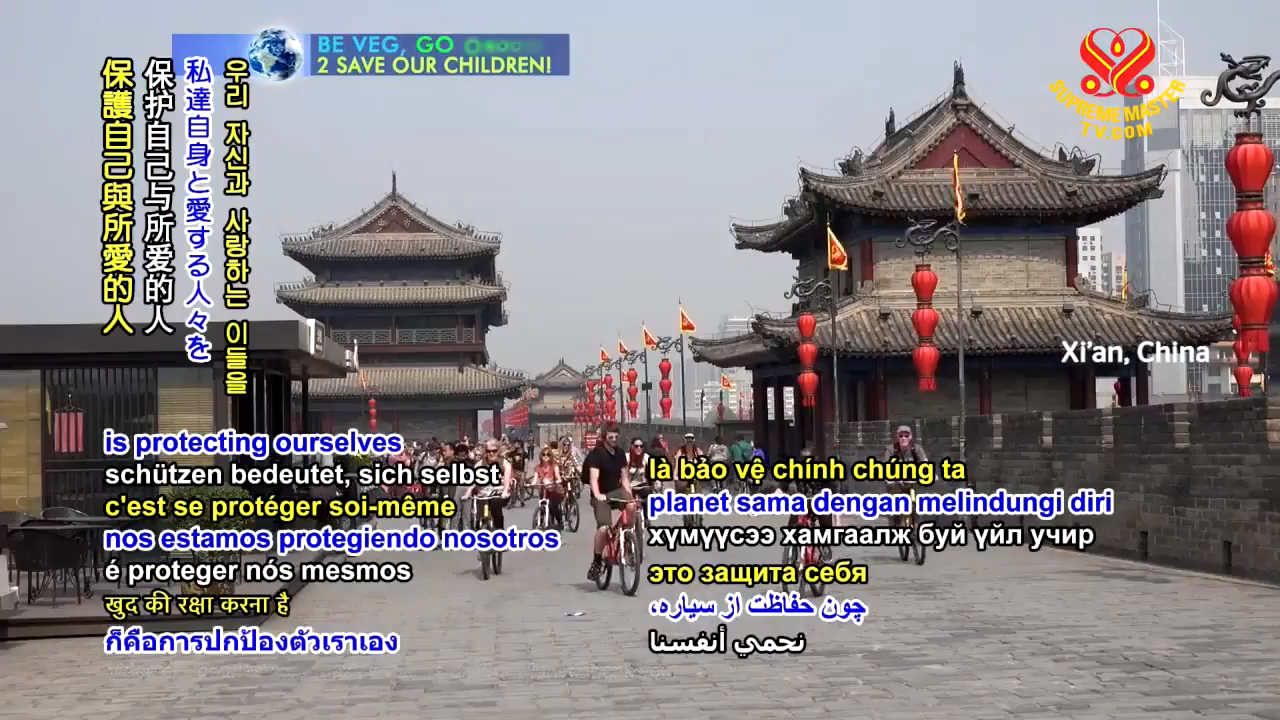 BE VEG, GO
2 SAVE OUR CHILDREN!
SUPREME MASTER
TV.COM
우리 자신과 사랑하는 이들을
私達自身と愛する人々を
保护自己与所爱的人
保護自己與所愛的人
Xi'an, China
is protecting ourselves
schützen bedeutet, sich selbst
c'est se protéger soi-même
nos estamos protegiendo nosotros
é proteger nós mesmos
खुद की रक्षा करना है
ก็คือการปกป้องตัวเราเอง
là bảo vệ chính chúng ta
planet sama dengan melindungi diri
хүмүүсээ хамгаалж буй үйл учир
это защита себя
چون حفاظت از سیاره،
نحمي أنفسنا